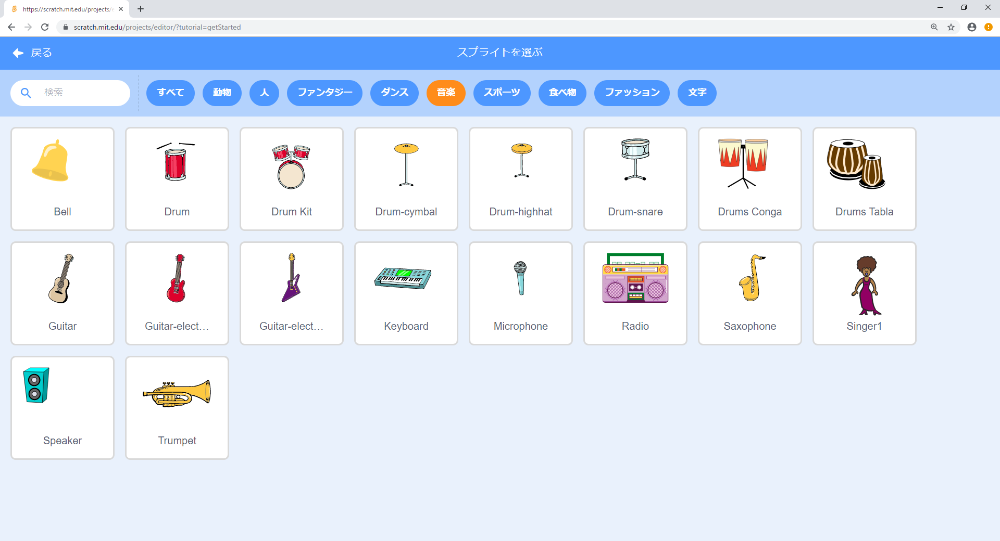 https://scratch.mit.edu/projects/e
scratch.mit.edu/projects/editor/?tutorial=getStarted
戻る
スプライトを選ぶ
検索
すべて
動物
人
ファンタジー
ダンス
音楽
スポーツ
食べ物
ファッション
文字
Bell
Drum
Drum Kit
Drum-cymbal
Drum-highhat
Drum-snare
Drums Conga
Drums Tabla
Guitar
Guitar-elect...
Guitar-elect...
Keyboard
Microphone
Radio
Saxophone
Singer1
Speaker
Trumpet